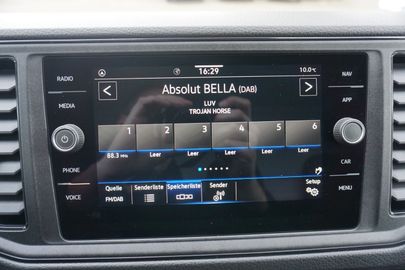 16:29
10.0°C
RADIO
MEDIA
PHONE
VOICE
NAV
APP
CAR
MENU
Absolut BELLA (DAB)
LUV
TROJAN HORSE
1 2 3 4 5 6
88.3 MHz Leer Leer Leer Leer Leer
Quelle Senderliste Speicherliste Sender Setup
FM/DAB